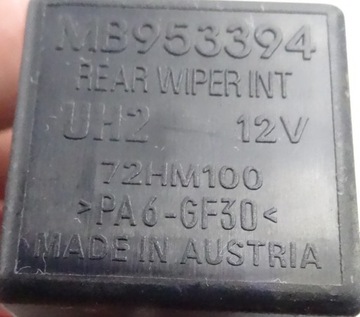 MB953394
REAR WIPER INT
UH2 12V
72HM100
>PA6-GF30<
MADE IN AUSTRIA